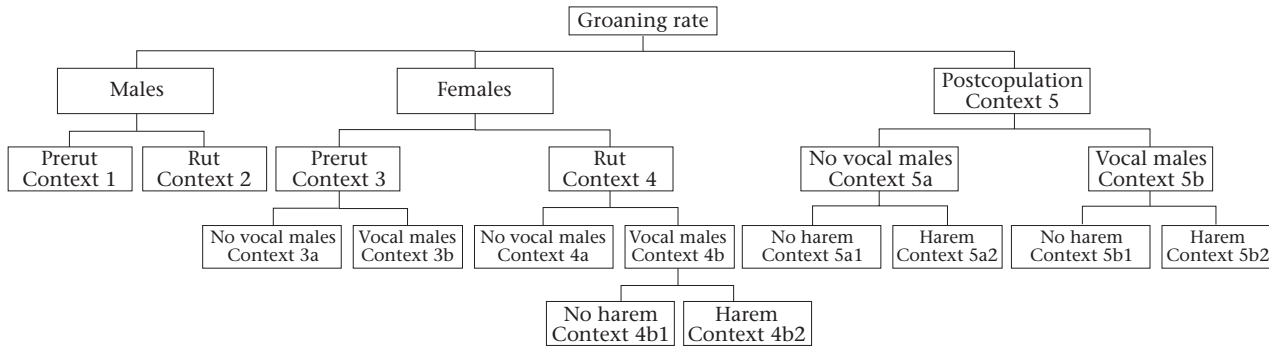 Groaning rate
Males
Females
Postcopulation
Context 5
Prerut
Context 1
Rut
Context 2
Prerut
Context 3
Rut
Context 4
No vocal males
Context 5a
Vocal males
Context 5b
No vocal males
Context 3a
Vocal males
Context 3b
No vocal males
Context 4a
Vocal males
Context 4b
No harem
Context 5a1
Harem
Context 5a2
No harem
Context 5b1
Harem
Context 5b2
No harem
Context 4b1
Harem
Context 4b2